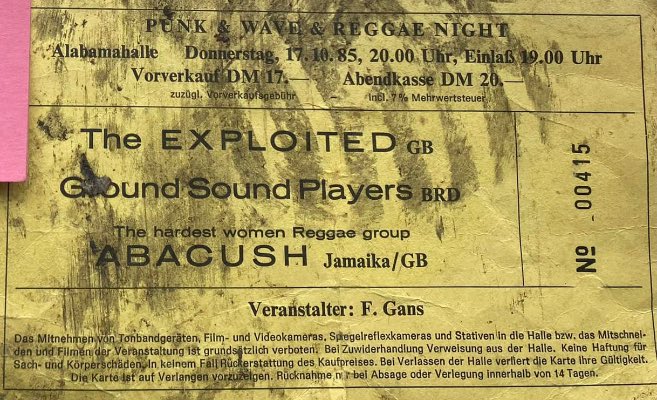 PUNK & WAVE & REGGAE NIGHT
Alabamahalle Donnerstag, 17.10.85, 20.00 Uhr, Einlaß 19.00 Uhr
Vorverkauf DM 17.— Abendkasse DM 20.—
zuzügl. Vorverkaufsgebühr incl. 7% Mehrwertsteuer
The EXPLOITED GB
Ground Sound Players BRD
The hardest women Reggae group
ABACUSH Jamaika/GB
No 00415
Veranstalter: F. Gans
Das Mitnehmen von Tonbandgeräten, Film- und Videokameras, Spiegelreflexkameras und Stativen in die Halle bzw. das Mitschnei-
den und Filmen der Veranstaltung ist grundsätzlich verboten. Bei Zuwiderhandlung Verweisung aus der Halle. Keine Haftung für
Sach- und Körperschäden. In keinem Fall Rückerstattung des Kaufpreises. Bei Verlassen der Halle verliert die Karte ihre Gültigkeit.
Die Karte ist auf Verlangen vorzuzeigen. Rücknahme nur bei Absage oder Verlegung innerhalb von 14 Tagen.